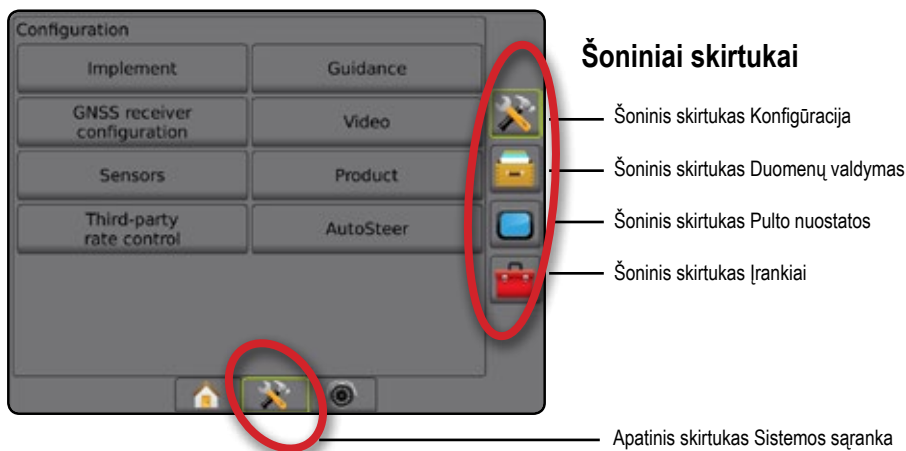 Configuration
Implement
Guidance
GNSS receiver
configuration
Video
Sensors
Product
Third-party
rate control
AutoSteer
Šoniniai skirtukai
Šoninis skirtukas Konfigūracija
Šoninis skirtukas Duomenų valdymas
Šoninis skirtukas Pulto nuostatos
Šoninis skirtukas Įrankiai
Apatinis skirtukas Sistemos sąranka